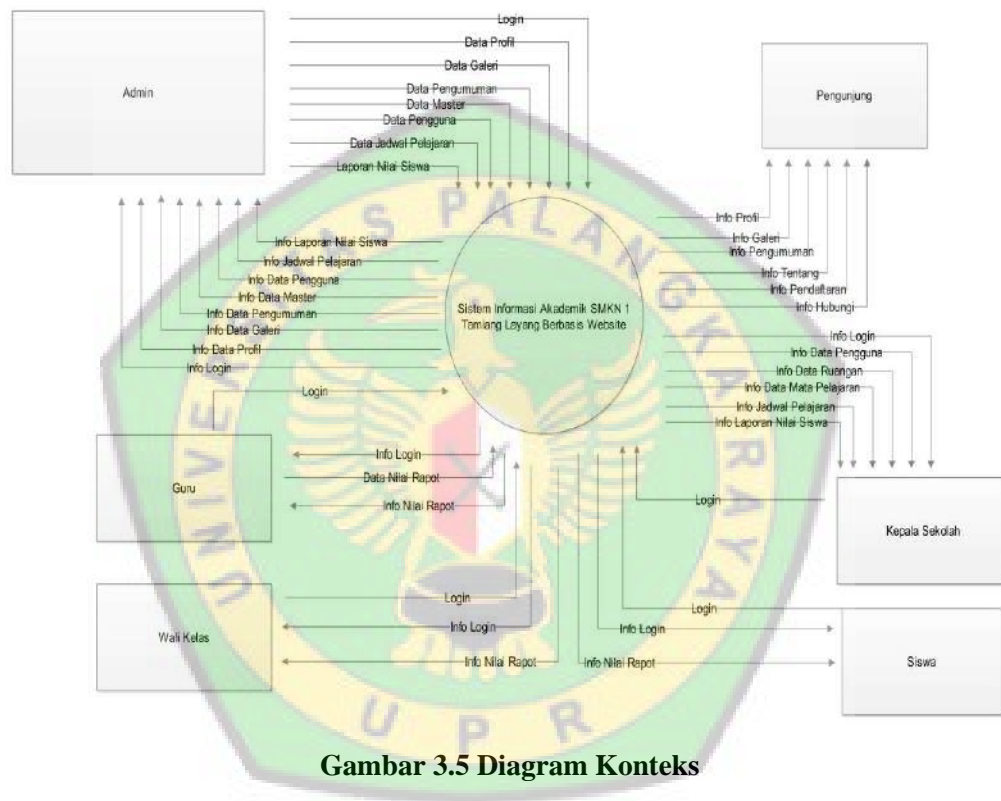 Login
Data Profil
Data Galeri
Data Pengumuman
Data Master
Data Pengguna
Data Jadwal Pelajaran
Laporan Nilai Siswa
Admin
Pengunjung
Info Laporan Nilai Siswa
Info Jadwal Pelajaran
Info Data Pengguna
Info Data Master
Info Data Pengumuman
Info Data Galeri
Info Data Profil
Info Login
Sistem Informasi Akademik SMKN 1
Tamiang Layang Berbasis Website
Info Profil
Info Galeri
Info Pengumuman
Info Tentang
Info Pendaftaran
Info Hubungi
Info Login
Info Data Pengguna
Info Data Ruangan
Info Data Mata Pelajaran
Info Jadwal Pelajaran
Info Laporan Nilai Siswa
Login
Info Login
Data Nilai Rapot
Info Nilai Rapot
Guru
Login
Kepala Sekolah
Login
Info Login
Info Nilai Rapot
Wali Kelas
Login
Info Login
Info Nilai Rapot
Siswa
UNIVERSITAS PALANGKARAYA
UPR
Gambar 3.5 Diagram Konteks